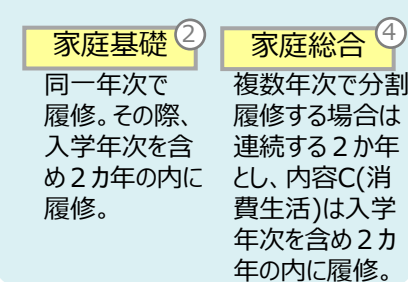 家庭基礎②
同一年次で
履修。その際、
入学年次を含
め２カ年の内に
履修。
家庭総合④
複数年次で分割
履修する場合は
連続する２か年
とし、内容C(消
費生活)は入学
年次を含め２カ
年の内に履修。